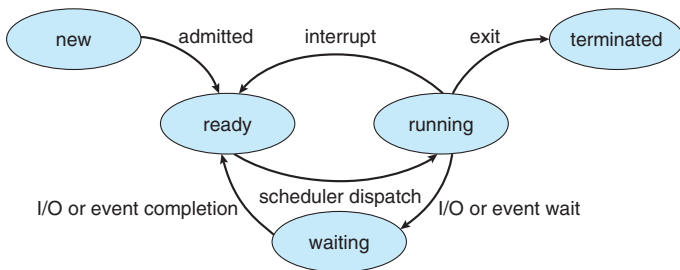 new
admitted
interrupt
exit
terminated
ready
running
I/O or event completion
scheduler dispatch
I/O or event wait
waiting